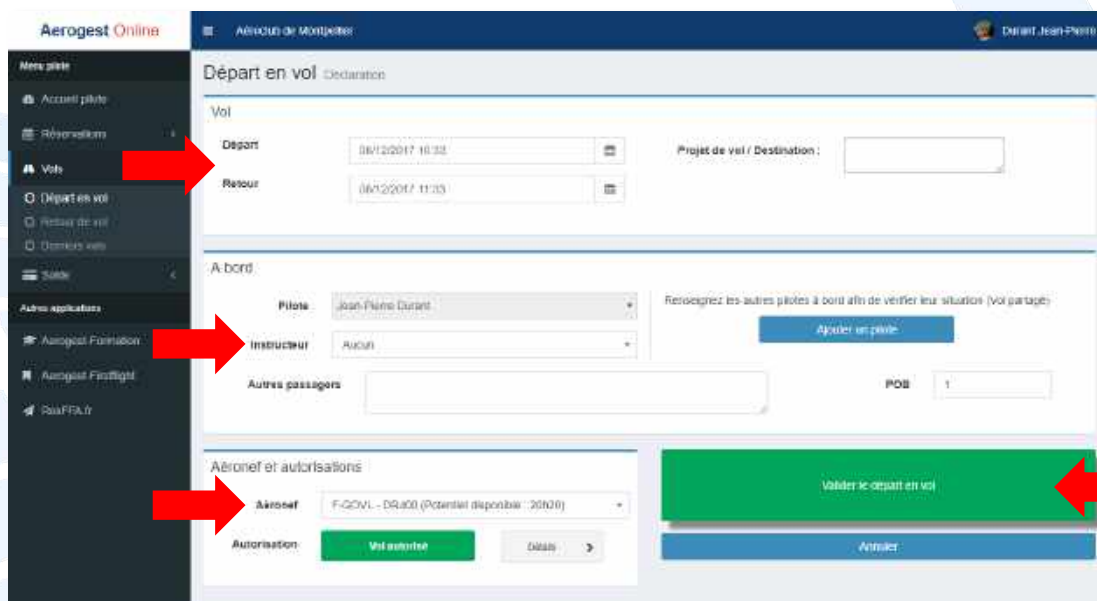 Aerogest Online
Aéroclub de Montpellier
Durant Jean-Pierre
Menu pilote
Accueil pilote
Réservations
Vols
Départ en vol
Retour de vol
Derniers vols
Solde
Autres applications
Aerogest Formation
Aerogest Firstflight
RealFFA.fr
Départ en vol Déclaration
Vol
Départ
06/12/2017 10:33
Projet de vol / Destination :
Retour
06/12/2017 11:33
A bord
Pilote
Jean-Pierre Durant
Renseignez les autres pilotes à bord afin de vérifier leur situation (Vol partagé)
Ajouter un pilote
Instructeur
Aucun
Autres passagers
POB
1
Aéronef et autorisations
Aéronef
F-GOVL - DR400 (Potentiel disponible : 20h20)
Autorisation
Vol autorisé
Détails
Valider le départ en vol
Annuler